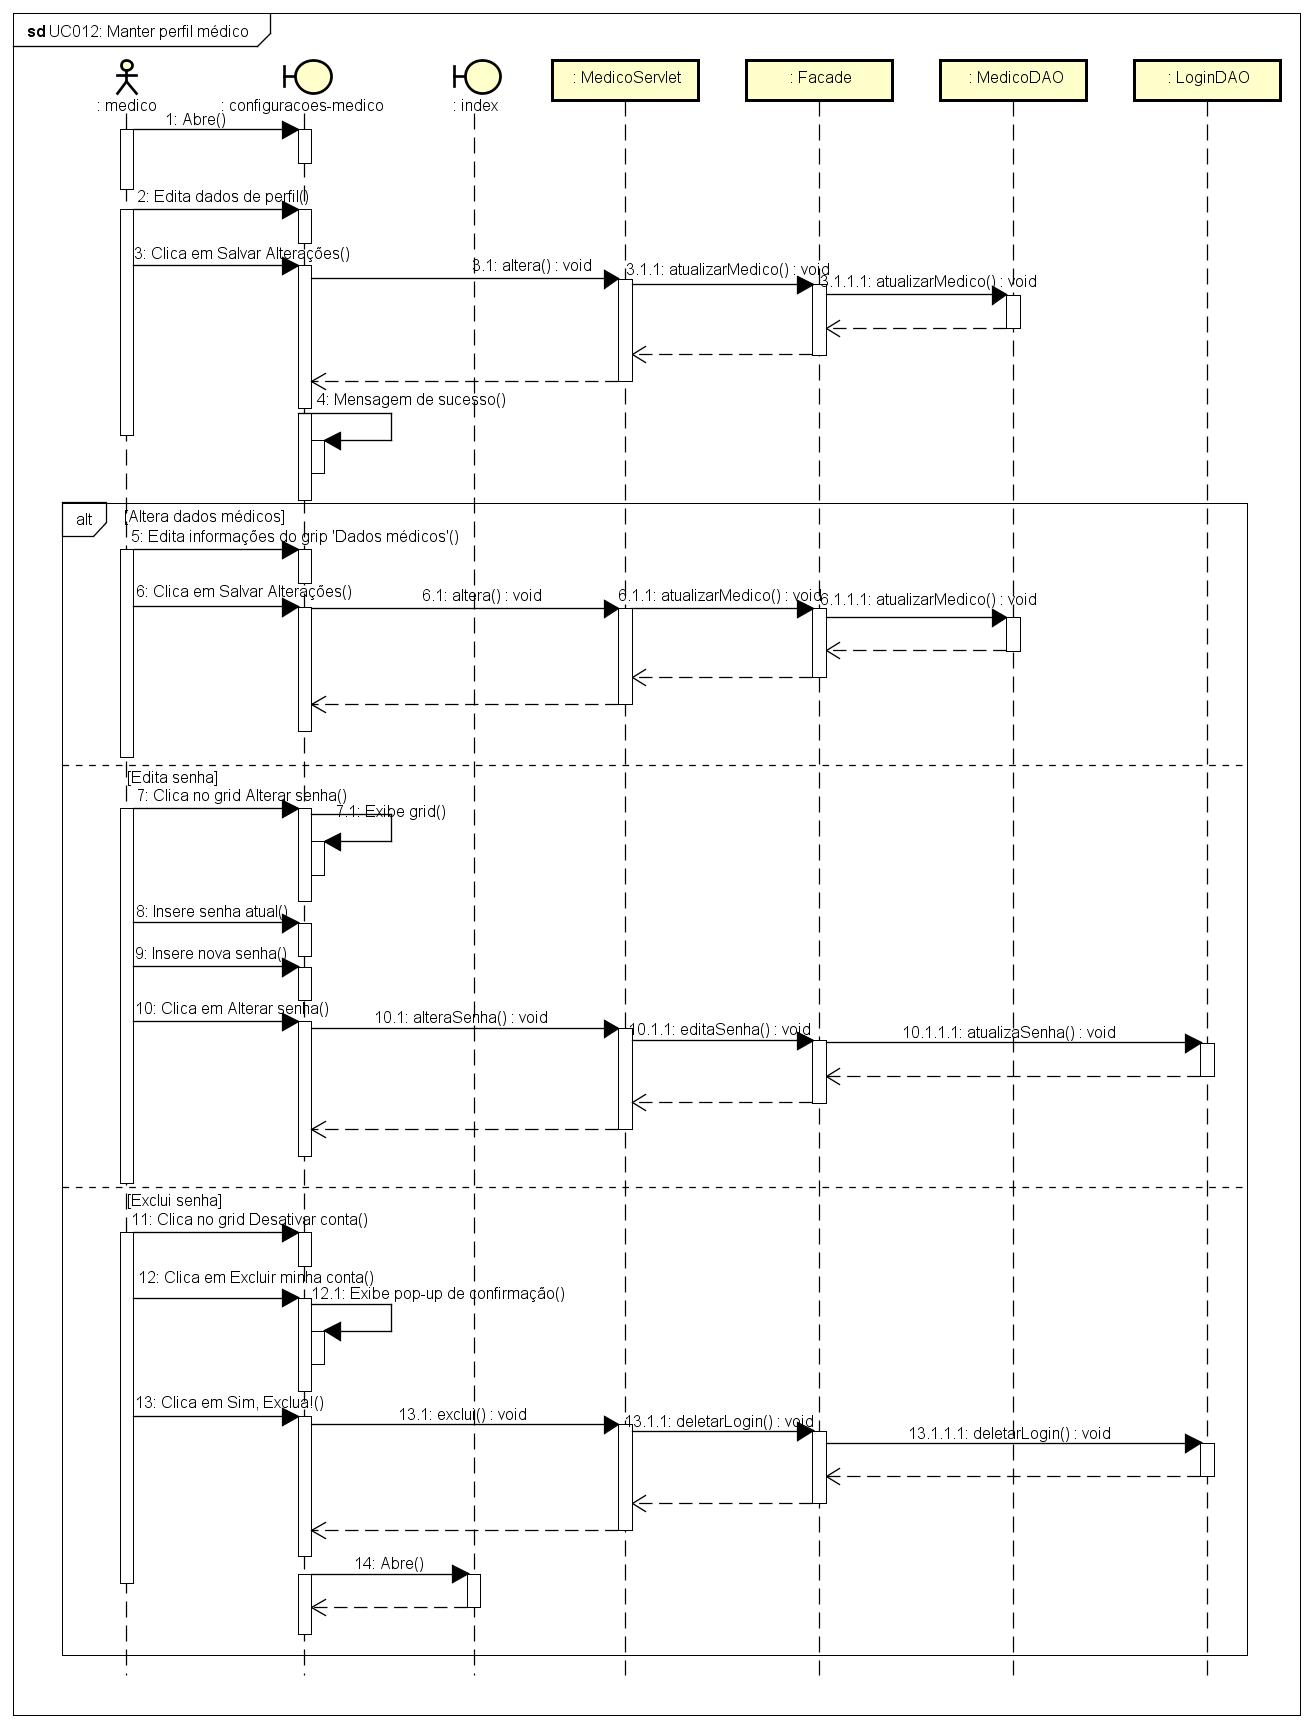 sd UC012: Manter perfil médico
: medico
: configuracoes-medico
: index
: MedicoServlet
: Facade
: MedicoDAO
: LoginDAO
1: Abre()
2: Edita dados de perfil()
3: Clica em Salvar Alterações()
3.1: altera() : void
3.1.1: atualizarMedico() : void
3.1.1.1: atualizarMedico() : void
4: Mensagem de sucesso()
alt
[Altera dados médicos]
5: Edita informações do grip 'Dados médicos'()
6: Clica em Salvar Alterações()
6.1: altera() : void
6.1.1: atualizarMedico() : void
6.1.1.1: atualizarMedico() : void
[Edita senha]
7: Clica no grid Alterar senha()
7.1: Exibe grid()
8: Insere senha atual()
9: Insere nova senha()
10: Clica em Alterar senha()
10.1: alteraSenha() : void
10.1.1: editaSenha() : void
10.1.1.1: atualizaSenha() : void
[Exclui senha]
11: Clica no grid Desativar conta()
12: Clica em Excluir minha conta()
12.1: Exibe pop-up de confirmação()
13: Clica em Sim, Exclua!()
13.1: exclui() : void
13.1.1: deletarLogin() : void
13.1.1.1: deletarLogin() : void
14: Abre()